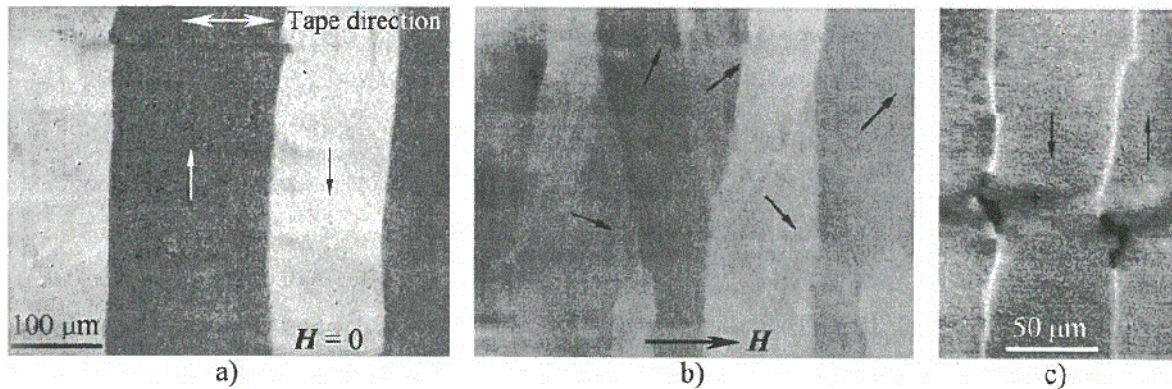 Tape direction
100 µm
H = 0
H
50 µm
a)
b)
c)